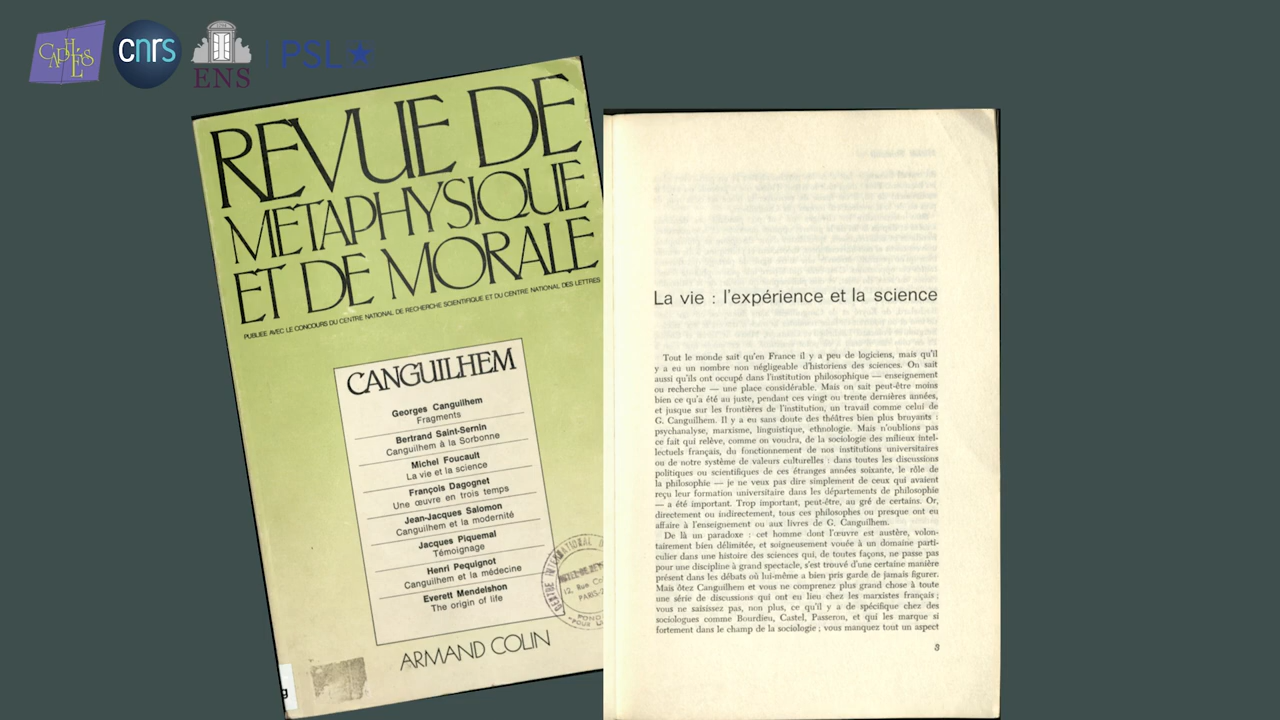 CAPHÉS
cnrs
ENS
PSL
REVUE DE
METAPHYSIQUE
ET DE MORALE
PUBLIEE AVEC LE CONCOURS DU CENTRE NATIONAL DE RECHERCHE SCIENTIFIQUE ET DU CENTRE NATIONAL DES LETTRES
CANGUILHEM
Georges Canguilhem
Fragments
Bertrand Saint-Sernin
Canguilhem à la Sorbonne
Michel Foucault
La vie et la science
François Dagognet
Une œuvre en trois temps
Jean-Jacques Salomon
Canguilhem et la modernité
Jacques Piquemal
Témoignage
Henri Pequignot
Canguilhem et la médecine
Everett Mendelshon
The origin of life
ARMAND COLIN
CENTRE INTERNATIONAL
12, Rue
PARIS
La vie : l'expérience et la science
Tout le monde sait qu'en France il y a peu de logiciens, mais qu'il
y a eu un nombre non négligeable d'historiens des sciences. On sait
aussi qu'ils ont occupé dans l'institution philosophique — enseignement
ou recherche — une place considérable. Mais on sait peut-être moins
bien ce qu'a été au juste, pendant ces vingt ou trente dernières années,
et jusque sur les frontières de l'institution, un travail comme celui de
G. Canguilhem. Il y a eu sans doute des théâtres bien plus bruyants :
psychanalyse, marxisme, linguistique, ethnologie. Mais n'oublions pas
ce fait qui relève, comme on voudra, de la sociologie des milieux intel-
lectuels français, du fonctionnement de nos institutions universitaires
ou de notre système de valeurs culturelles : dans toutes les discussions
politiques ou scientifiques de ces étranges années soixante, le rôle de
la philosophie — je ne veux pas dire simplement de ceux qui avaient
reçu leur formation universitaire dans les départements de philosophie
— a été important. Trop important, peut-être, au gré de certains. Or,
directement ou indirectement, tous ces philosophes ou presque ont eu
affaire à l'enseignement ou aux livres de G. Canguilhem.
De là un paradoxe : cet homme dont l'œuvre est austère, volon-
tairement bien délimitée, et soigneusement vouée à un domaine parti-
culier dans une histoire des sciences qui, de toutes façons, ne passe pas
pour une discipline à grand spectacle, s'est trouvé d'une certaine manière
présent dans les débats où lui-même a bien pris garde de jamais figurer.
Mais ôtez Canguilhem et vous ne comprenez plus grand chose à toute
une série de discussions qui ont eu lieu chez les marxistes français ;
vous ne saisissez pas, non plus, ce qu'il y a de spécifique chez des
sociologues comme Bourdieu, Castel, Passeron, et qui les marque si
fortement dans le champ de la sociologie ; vous manquez tout un aspect
3